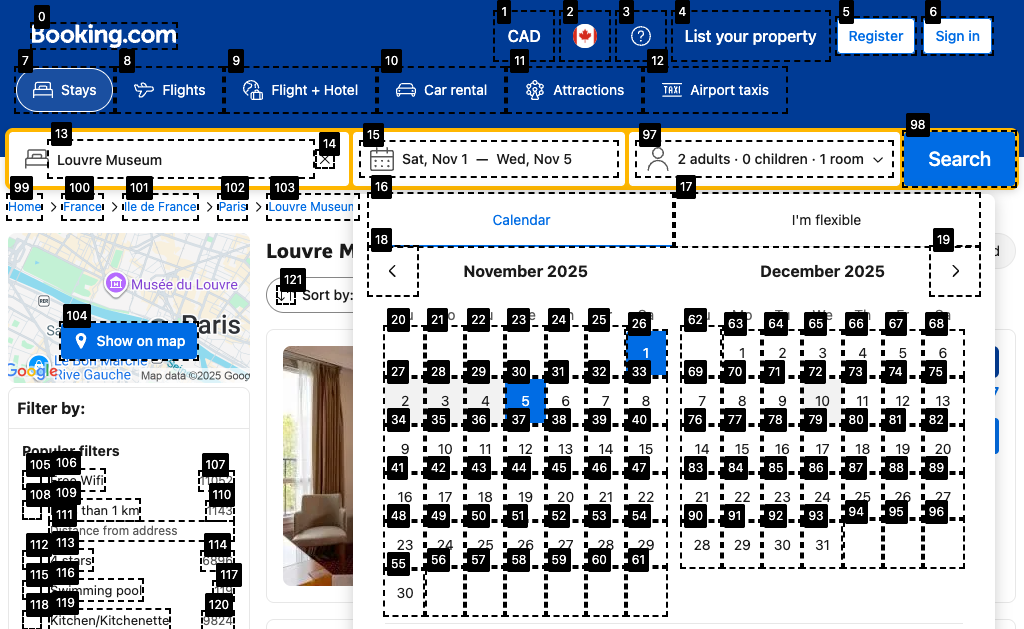 0 1 2 3 4 5 6
Booking.com CAD List your property Register Sign in
7 8 9 10 11 12
Stays Flights Flight + Hotel Car rental Attractions Airport taxis
13 14 15 97 98
Louvre Museum Sat, Nov 1 — Wed, Nov 5 2 adults · 0 children · 1 room Search
99 100 101 102 103 16 17
Home > France > Ile de France > Paris > Louvre Museum
Calendar I'm flexible
18 19
Louvre M
November 2025 December 2025
Musée du Louvre
121
Sort by:
104
Paris
Show on map
Rive Gauche
Google Map data ©2025 Goog
20 21 22 23 24 25 26 62 63 64 65 66 67 68
1 1 2 3 4 5 6
27 28 29 30 31 32 33 69 70 71 72 73 74 75
2 3 4 5 6 7 8 7 8 9 10 11 12 13
34 35 36 37 38 39 40 76 77 78 79 80 81 82
9 10 11 12 13 14 15 14 15 16 17 18 19 20
41 42 43 44 45 46 47 83 84 85 86 87 88 89
16 17 18 19 20 21 22 21 22 23 24 25 26 27
48 49 50 51 52 53 54 90 91 92 93 94 95 96
23 24 25 26 27 28 29 28 29 30 31
55 56 57 58 59 60 61
30
Filter by:
Popular filters
105 106 107
Free Wifi 11052
108 109 110
than 1 km 1143
111
Distance from address
112 113 114
4 stars 6896
115 116 117
Swimming pool
118 119 120
Kitchen/Kitchenette 9824